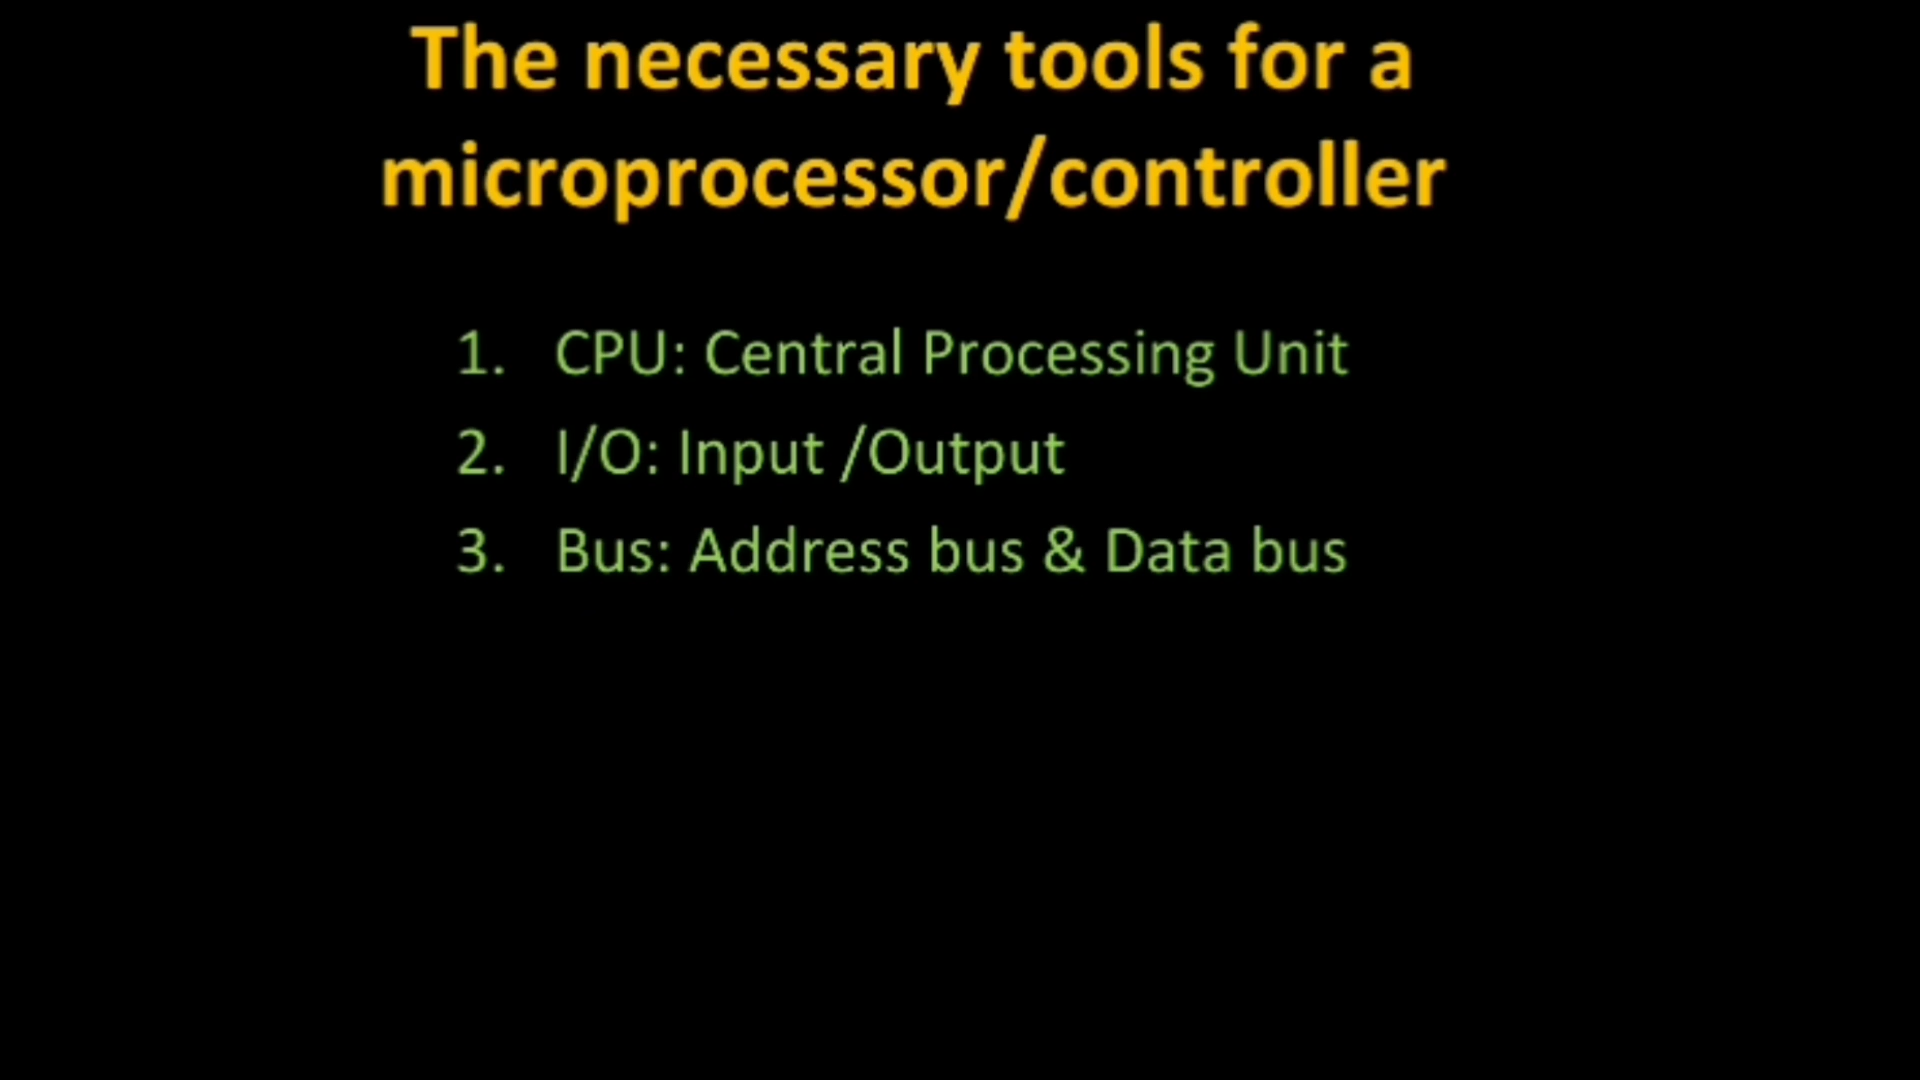 The necessary tools for a
microprocessor/controller
1. CPU: Central Processing Unit
2. I/O: Input /Output
3. Bus: Address bus & Data bus